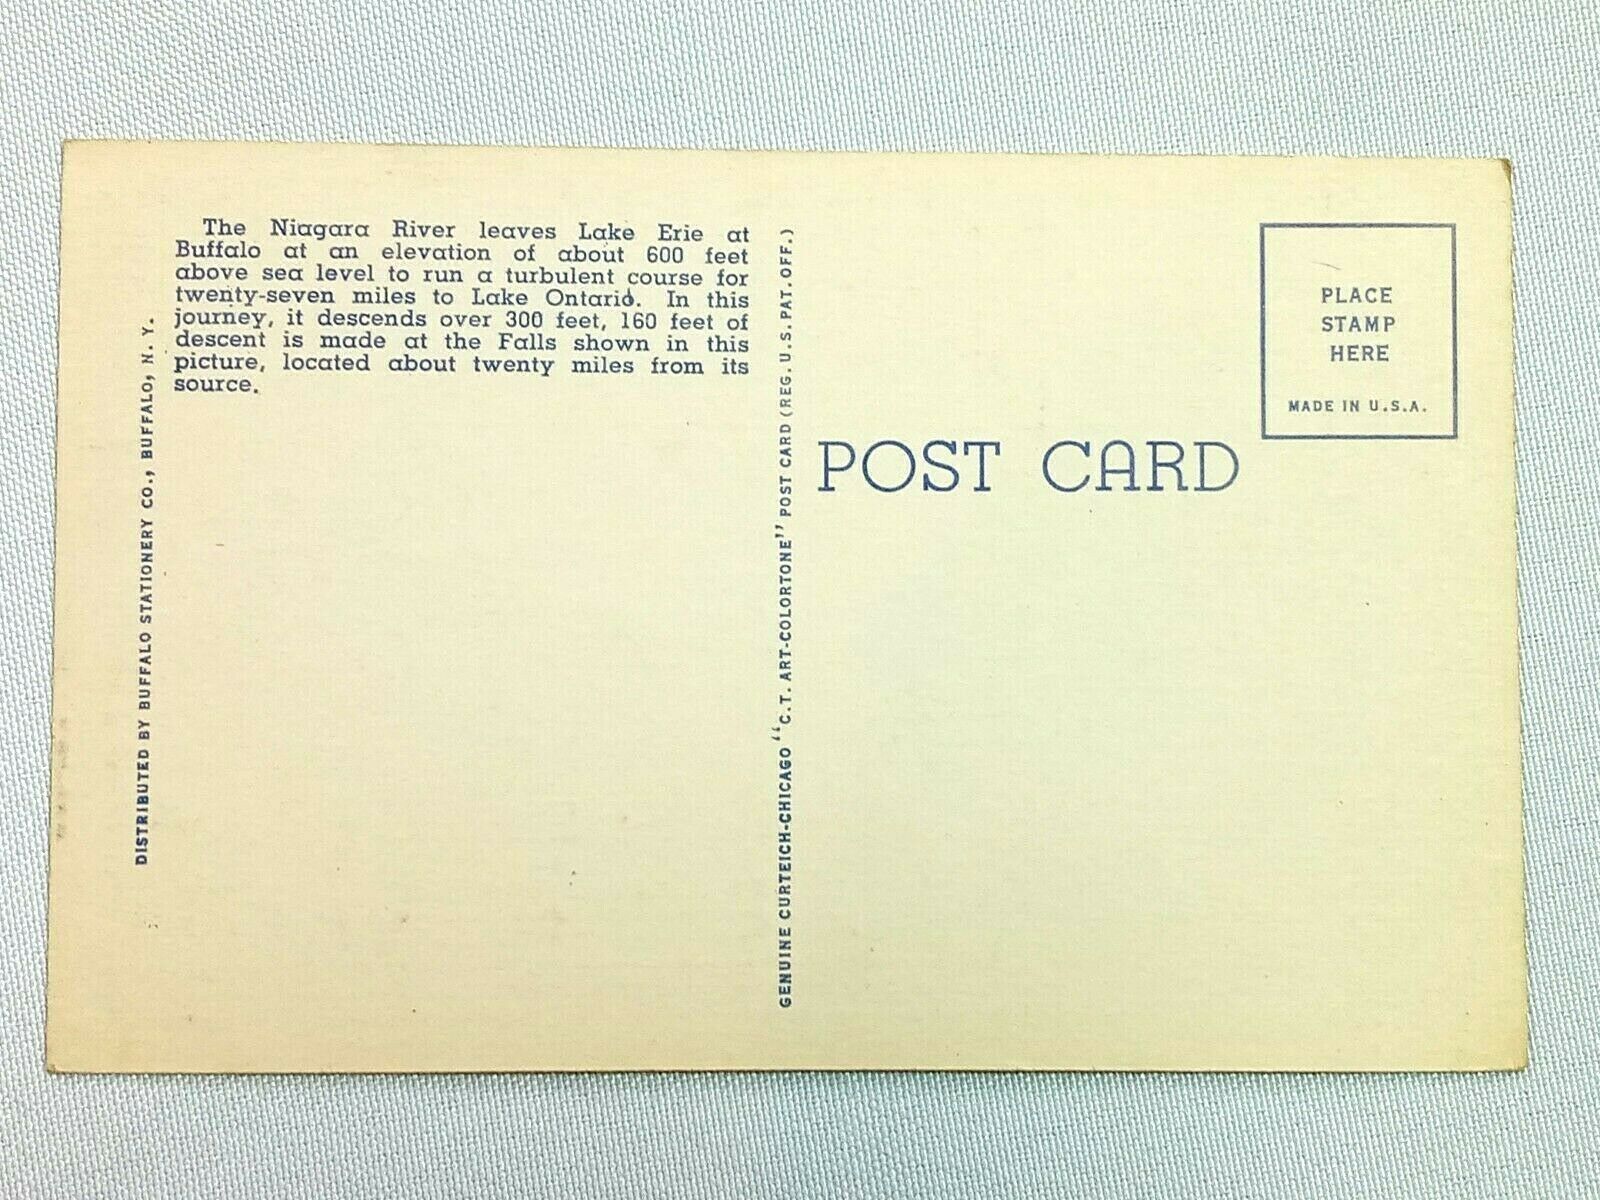 The Niagara River leaves Lake Erie at
Buffalo at an elevation of about 600 feet
above sea level to run a turbulent course for
twenty-seven miles to Lake Ontario. In this
journey, it descends over 300 feet, 160 feet of
descent is made at the Falls shown in this
picture, located about twenty miles from its
source.
DISTRIBUTED BY BUFFALO STATIONERY CO., BUFFALO, N. Y.
GENUINE CURTEICH-CHICAGO "C.T. ART-COLORTONE" POST CARD (REG. U.S. PAT. OFF.)
POST CARD
PLACE
STAMP
HERE
MADE IN U.S.A.